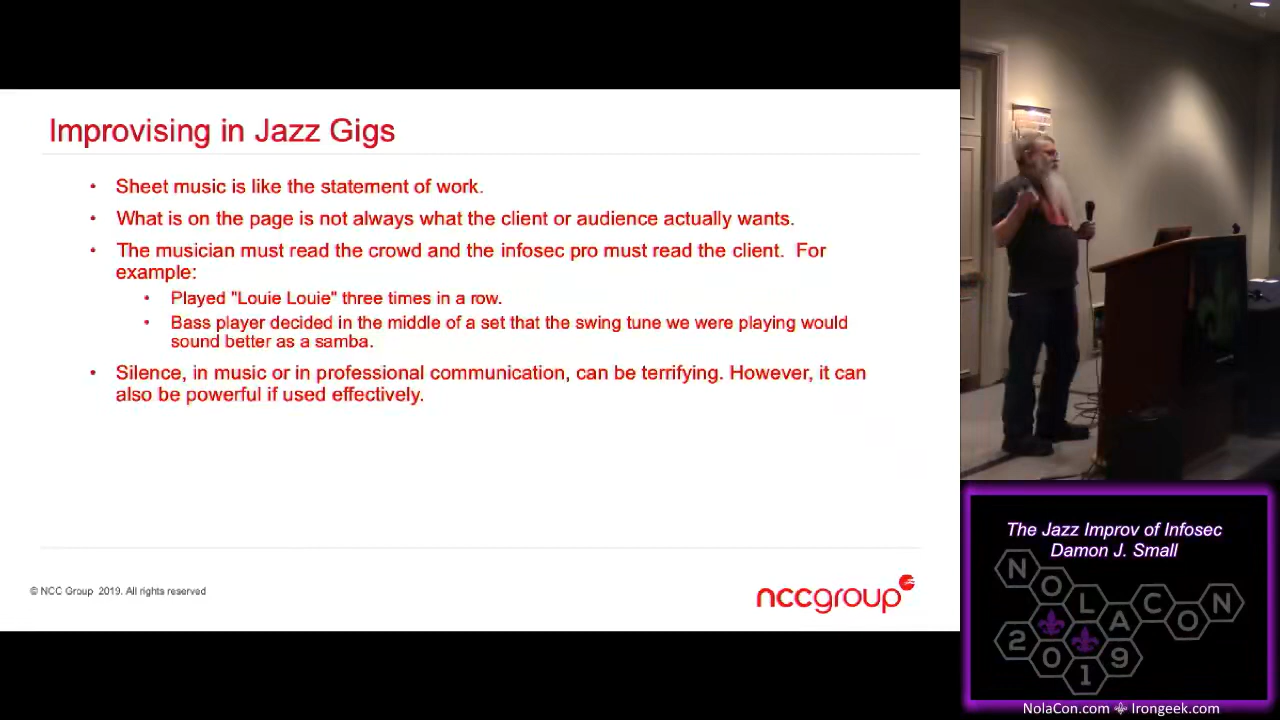 Improvising in Jazz Gigs
• Sheet music is like the statement of work.
• What is on the page is not always what the client or audience actually wants.
• The musician must read the crowd and the infosec pro must read the client.  For
example:
• Played "Louie Louie" three times in a row.
• Bass player decided in the middle of a set that the swing tune we were playing would
sound better as a samba.
• Silence, in music or in professional communication, can be terrifying. However, it can
also be powerful if used effectively.
© NCC Group  2019. All rights reserved
nccgroup
The Jazz Improv of Infosec
Damon J. Small
NOLACON
2019
NolaCon.com ⚜ Irongeek.com